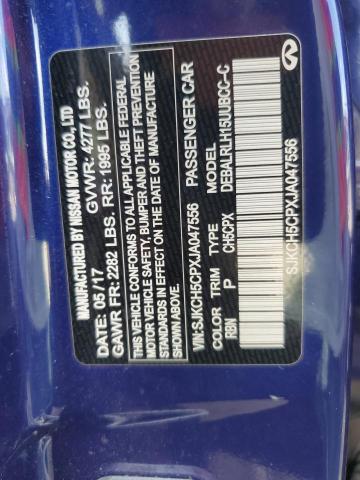 MANUFACTURED BY NISSAN MOTOR CO., LTD
DATE: 05/17 GVWR: 4277 LBS.
GAWR FR: 2282 LBS. RR: 1995 LBS.
THIS VEHICLE CONFORMS TO ALL APPLICABLE FEDERAL
MOTOR VEHICLE SAFETY, BUMPER AND THEFT PREVENTION
STANDARDS IN EFFECT ON THE DATE OF MANUFACTURE
SHOWN ABOVE.
VIN:SJKCH5CPXJA047556 PASSENGER CAR
COLOR TRIM TYPE MODEL
RBN P CH5CPX DEBALRLH15UUBCC-C
SJKCH5CPXJA047556